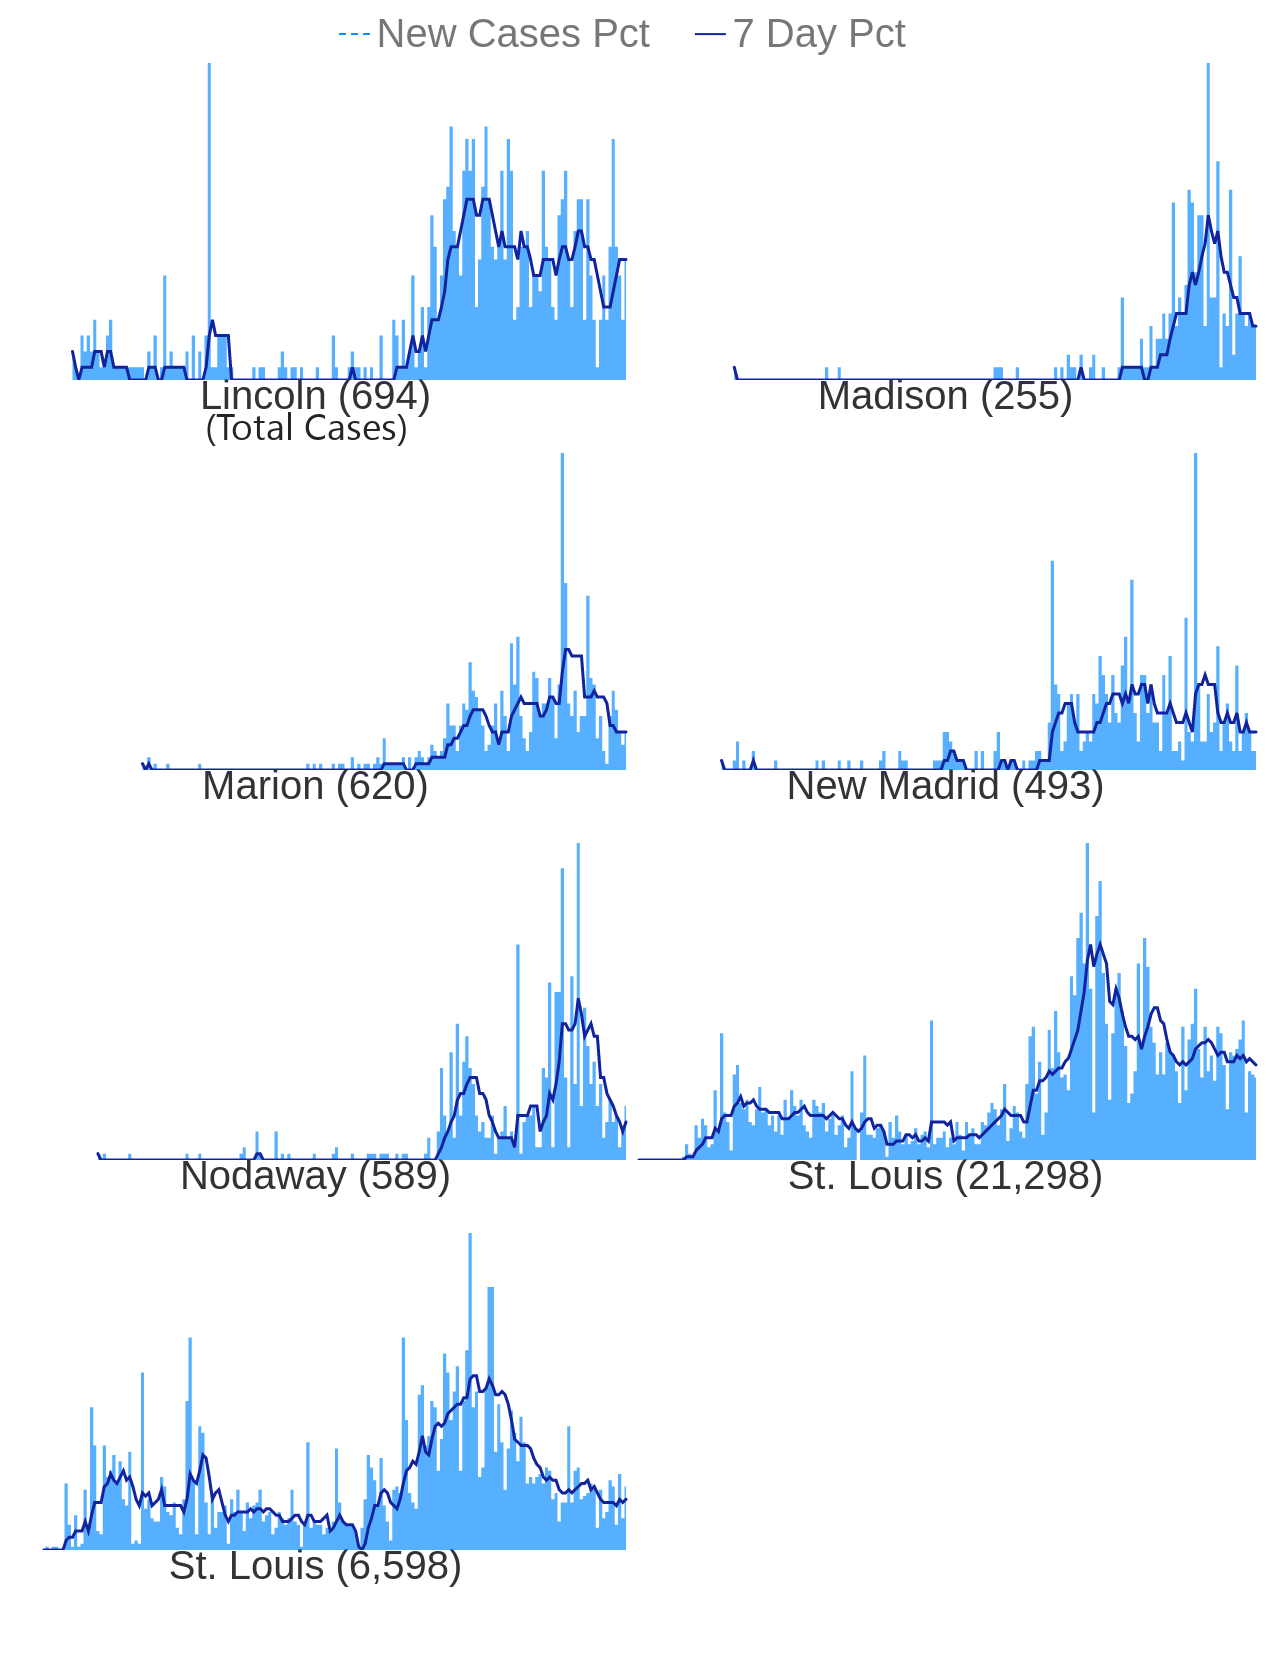 New Cases Pct 7 Day Pct
Lincoln (694) Madison (255)
(Total Cases)
Marion (620) New Madrid (493)
Nodaway (589) St. Louis (21,298)
St. Louis (6,598)